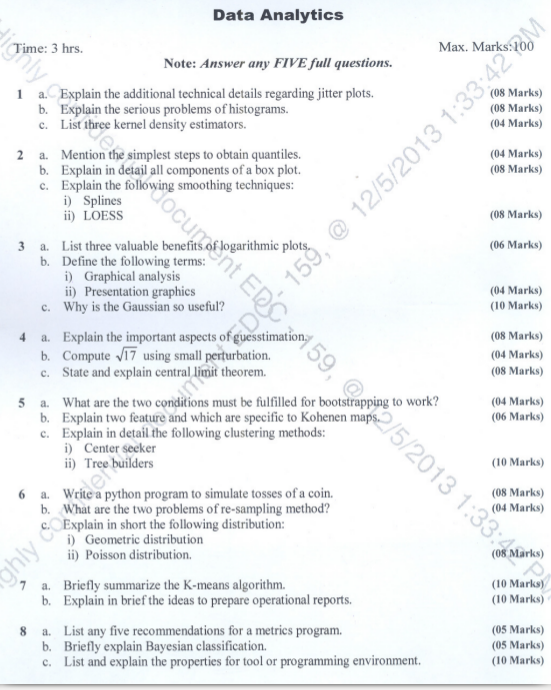 Data Analytics
Time: 3 hrs. Max. Marks:100
Note: Answer any FIVE full questions.
1 a. Explain the additional technical details regarding jitter plots. (08 Marks)
b. Explain the serious problems of histograms. (08 Marks)
c. List three kernel density estimators. (04 Marks)
2 a. Mention the simplest steps to obtain quantiles. (04 Marks)
b. Explain in detail all components of a box plot. (08 Marks)
c. Explain the following smoothing techniques:
i) Splines
ii) LOESS (08 Marks)
3 a. List three valuable benefits of logarithmic plots. (06 Marks)
b. Define the following terms:
i) Graphical analysis
ii) Presentation graphics (04 Marks)
c. Why is the Gaussian so useful? (10 Marks)
4 a. Explain the important aspects of guesstimation. (08 Marks)
b. Compute √17 using small perturbation. (04 Marks)
c. State and explain central limit theorem. (08 Marks)
5 a. What are the two conditions must be fulfilled for bootstrapping to work? (04 Marks)
b. Explain two feature and which are specific to Kohenen maps. (06 Marks)
c. Explain in detail the following clustering methods:
i) Center seeker
ii) Tree builders (10 Marks)
6 a. Write a python program to simulate tosses of a coin. (08 Marks)
b. What are the two problems of re-sampling method? (04 Marks)
c. Explain in short the following distribution:
i) Geometric distribution
ii) Poisson distribution. (08 Marks)
7 a. Briefly summarize the K-means algorithm. (10 Marks)
b. Explain in brief the ideas to prepare operational reports. (10 Marks)
8 a. List any five recommendations for a metrics program. (05 Marks)
b. Briefly explain Bayesian classification. (05 Marks)
c. List and explain the properties for tool or programming environment. (10 Marks)
Highly confidential document EDC - 159, @ 12/5/2013 1:33:42 PM
ghly confidential document EDC - 159, @ 12/5/2013 1:33:42 PM